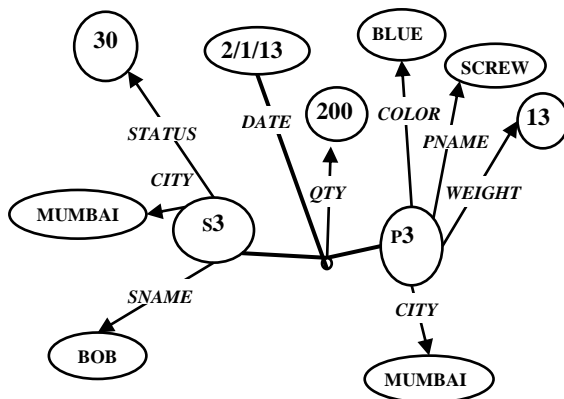 30
2/1/13
BLUE
SCREW
200
13
STATUS
DATE
COLOR
PNAME
CITY
QTY
WEIGHT
MUMBAI
S3
P3
SNAME
CITY
BOB
MUMBAI